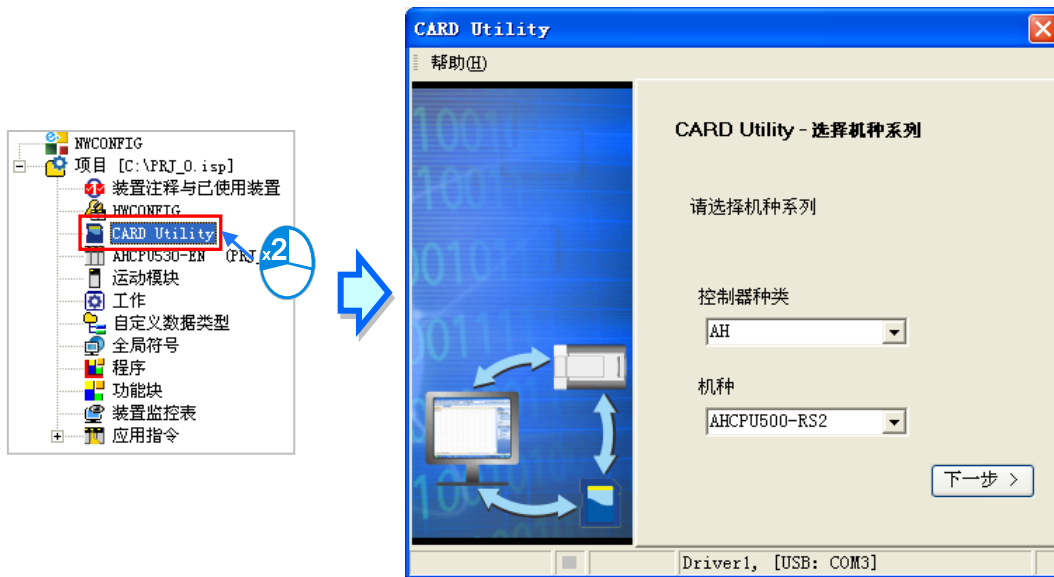 NWCONFIG
项目 [C:\PRJ_0.isp]
装置注释与已使用装置
HWCONFIG
CARD Utility
AHCPU530-EN (PRJ_
运动模块
工作
自定义数据类型
全局符号
程序
功能块
装置监控表
应用指令
x2
CARD Utility
帮助(H)
CARD Utility - 选择机种系列
请选择机种系列
控制器种类
AH
机种
AHCPU500-RS2
下一步 >
Driver1, [USB: COM3]